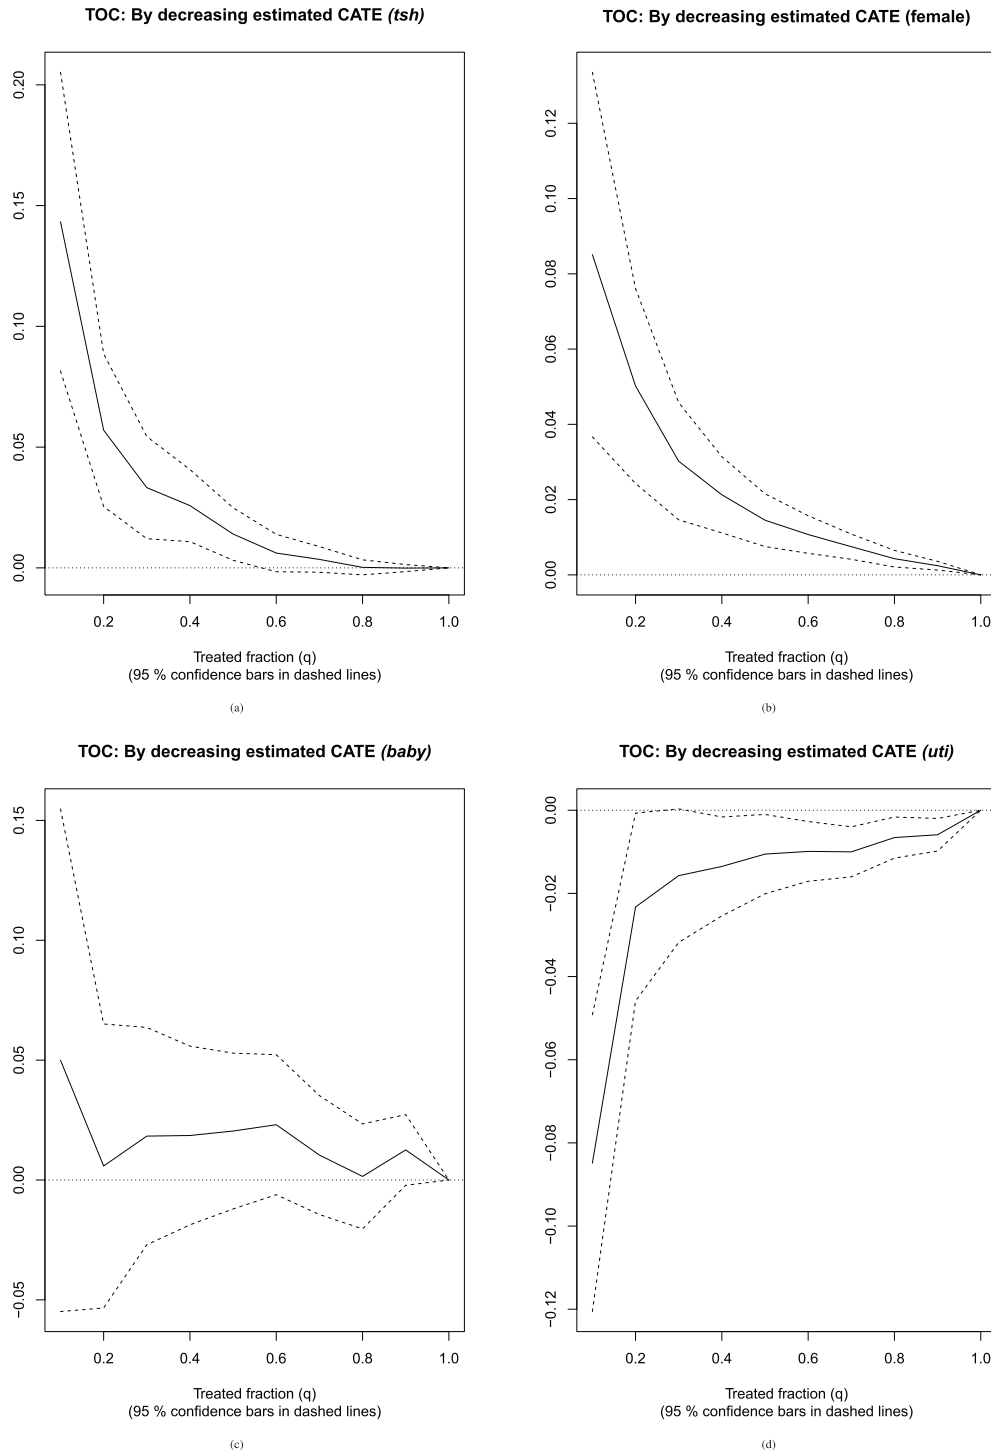 TOC: By decreasing estimated CATE (tsh)
0.20
0.15
0.10
0.05
0.00
0.2 0.4 0.6 0.8 1.0
Treated fraction (q)
(95 % confidence bars in dashed lines)
(a)
TOC: By decreasing estimated CATE (female)
0.12
0.10
0.08
0.06
0.04
0.02
0.00
0.2 0.4 0.6 0.8 1.0
Treated fraction (q)
(95 % confidence bars in dashed lines)
(b)
TOC: By decreasing estimated CATE (baby)
0.15
0.10
0.05
0.00
−0.05
0.2 0.4 0.6 0.8 1.0
Treated fraction (q)
(95 % confidence bars in dashed lines)
(c)
TOC: By decreasing estimated CATE (uti)
0.00
−0.02
−0.04
−0.06
−0.08
−0.10
−0.12
0.2 0.4 0.6 0.8 1.0
Treated fraction (q)
(95 % confidence bars in dashed lines)
(d)